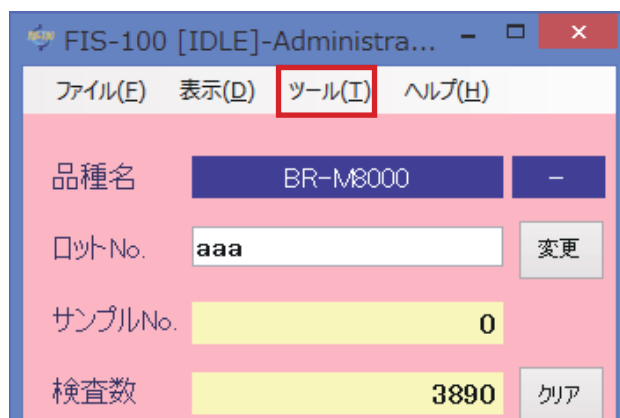 FIS-100 [IDLE]-Administra...
ファイル(F) 表示(D) ツール(T) ヘルプ(H)
品種名 BR-M8000 −
ロットNo. aaa 変更
サンプルNo. 0
検査数 3890 クリア